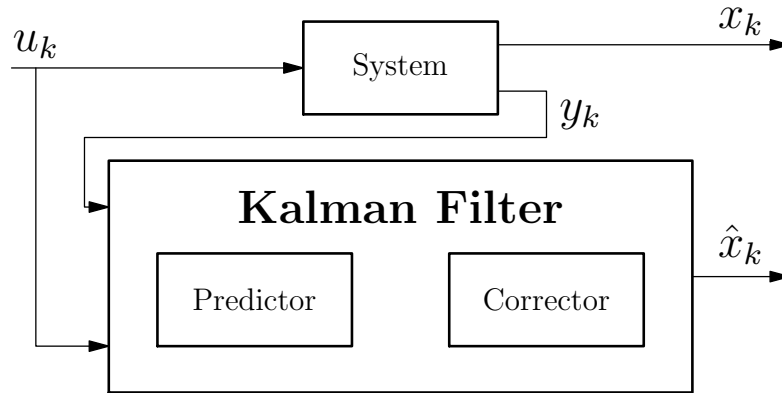 u_k
System
x_k
y_k
Kalman Filter
Predictor
Corrector
x̂_k